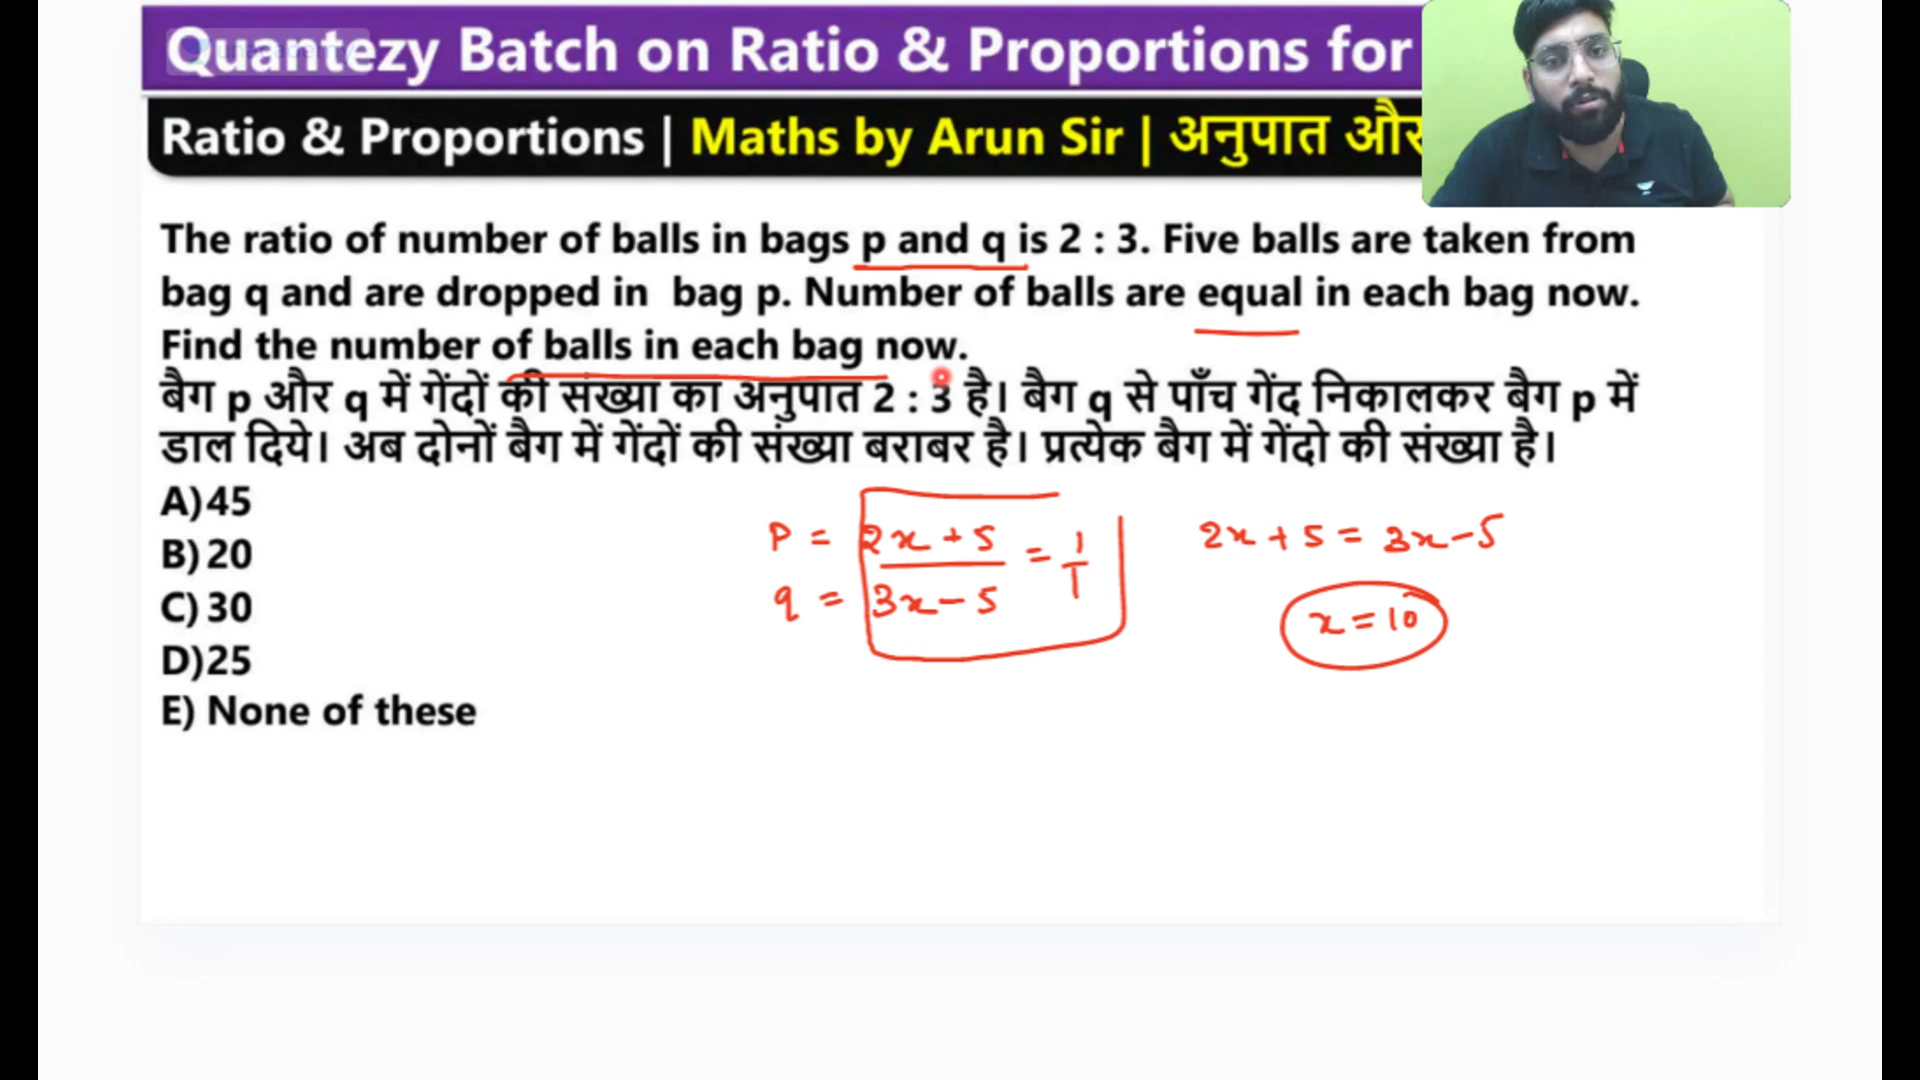 Quantezy Batch on Ratio & Proportions for
Ratio & Proportions | Maths by Arun Sir | अनुपात और
The ratio of number of balls in bags p and q is 2 : 3. Five balls are taken from
bag q and are dropped in bag p. Number of balls are equal in each bag now.
Find the number of balls in each bag now.
बैग p और q में गेंदों की संख्या का अनुपात 2 : 3 है। बैग q से पाँच गेंद निकालकर बैग p में
डाल दिये। अब दोनों बैग में गेंदों की संख्या बराबर है। प्रत्येक बैग में गेंदो की संख्या है।
A) 45
B) 20
C) 30
D) 25
E) None of these
P = 2x + 5 = 1
q = 3x - 5 1
2x + 5 = 3x - 5
x = 10